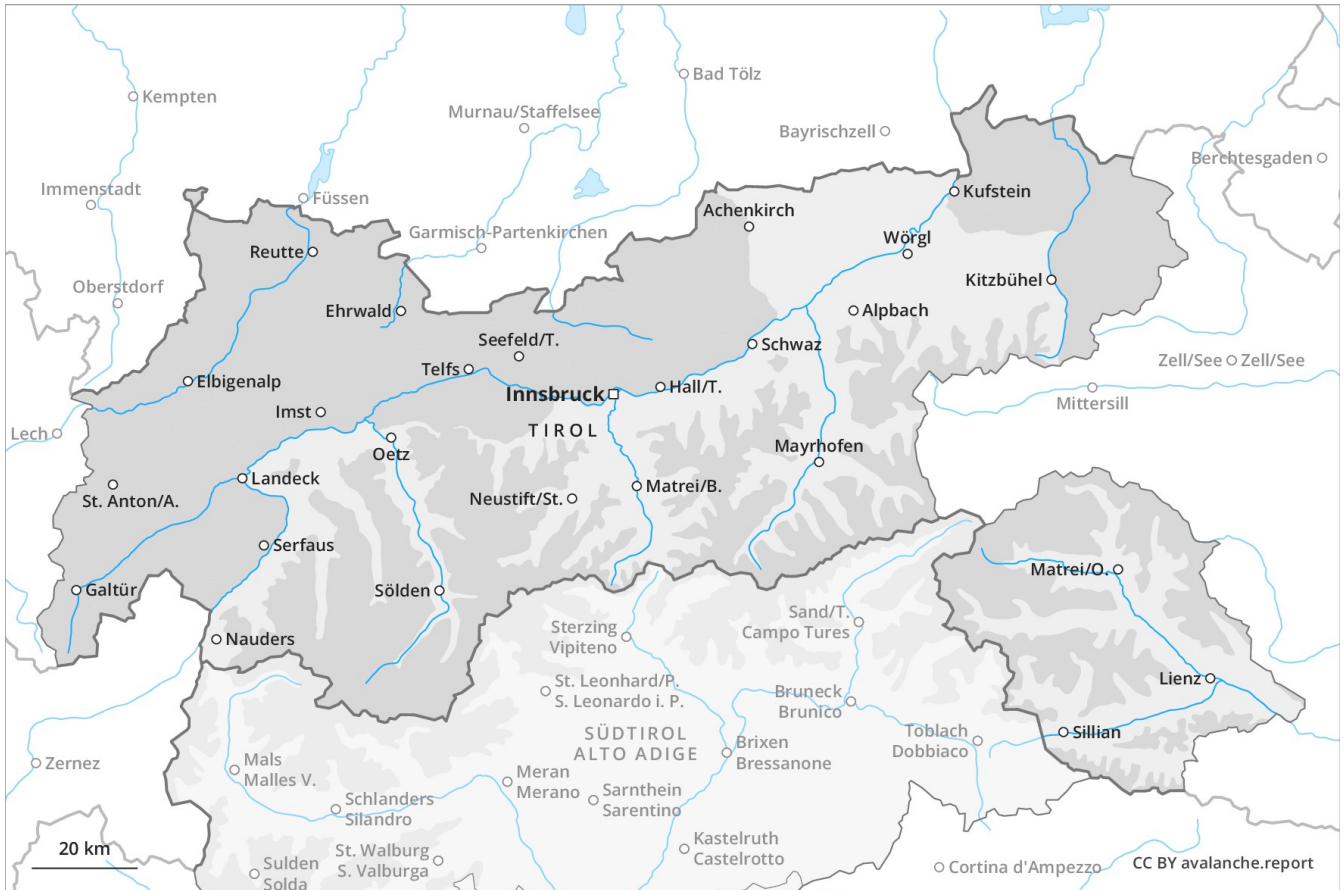 Kempten
Bad Tölz
Murnau/Staffelsee
Bayrischzell
Berchtesgaden
Immenstadt
Füssen
Kufstein
Achenkirch
Garmisch-Partenkirchen
Wörgl
Reutte
Oberstdorf
Kitzbühel
Ehrwald
Alpbach
Seefeld/T.
Schwaz
Zell/See
Zell/See
Telfs
Elbigenalp
Hall/T.
Innsbruck
Mittersill
Imst
Lech
TIROL
Oetz
Mayrhofen
Landeck
St. Anton/A.
Neustift/St.
Matrei/B.
Serfaus
Matrei/O.
Galtür
Sölden
Sand/T.
Campo Tures
Nauders
Sterzing
Vipiteno
St. Leonhard/P.
S. Leonardo i. P.
Lienz
Bruneck
Brunico
SÜDTIROL
ALTO ADIGE
Toblach
Dobbiaco
Sillian
Brixen
Bressanone
Zernez
Mals
Malles V.
Meran
Merano
Sarnthein
Sarentino
Schlanders
Silandro
Kastelruth
Castelrotto
20 km
St. Walburg
S. Valburga
Sulden
Solda
Cortina d'Ampezzo
CC BY avalanche.report